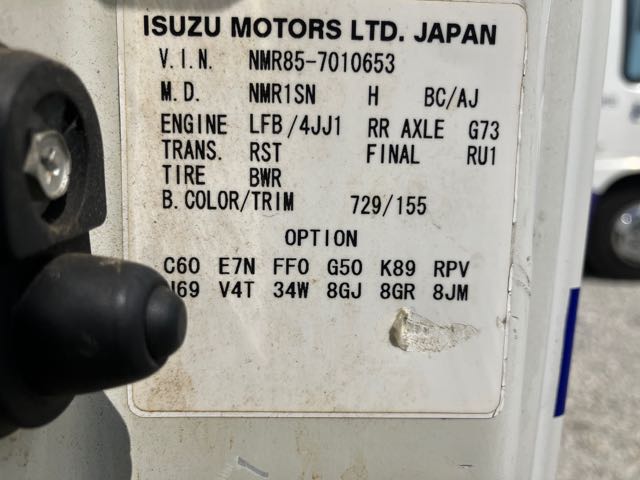 ISUZU MOTORS LTD. JAPAN
V.I.N. NMR85-7010653
M.D. NMR1SN H BC/AJ
ENGINE LFB/4JJ1 RR AXLE G73
TRANS. RST FINAL RU1
TIRE BWR
B.COLOR/TRIM 729/155
OPTION
C60 E7N FF0 G50 K89 RPV
V4T 34W 8GJ 8GR 8JM